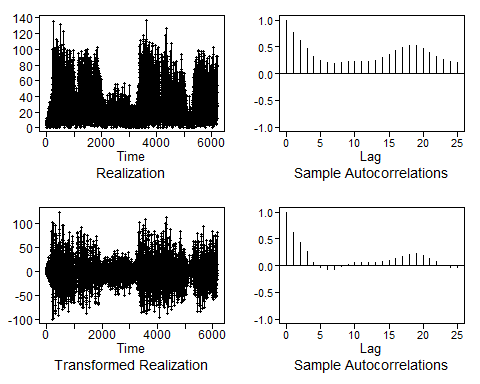 140
120
100
80
60
40
20
0
0 2000 4000 6000
Time
Realization
1.0
0.5
0.0
-0.5
-1.0
0 5 10 15 20 25
Lag
Sample Autocorrelations
100
50
0
-50
-100
0 2000 4000 6000
Time
Transformed Realization
1.0
0.5
0.0
-0.5
-1.0
0 5 10 15 20 25
Lag
Sample Autocorrelations